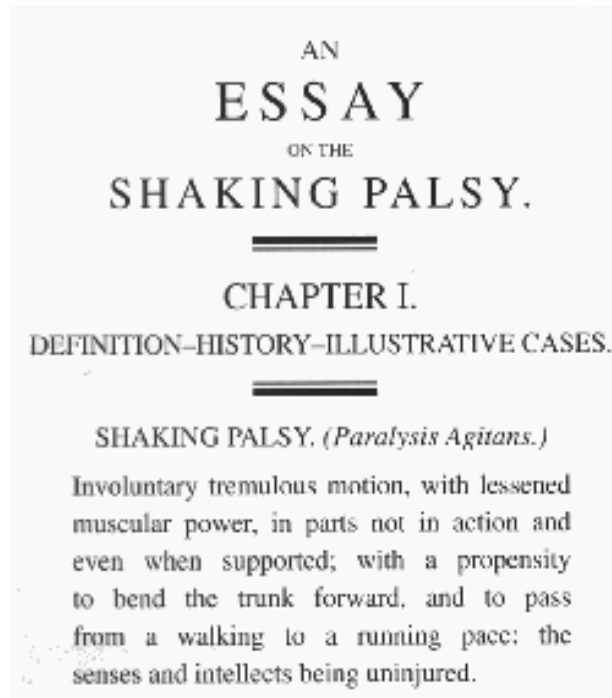 AN
ESSAY
ON THE
SHAKING PALSY.
CHAPTER I.
DEFINITION–HISTORY–ILLUSTRATIVE CASES.
SHAKING PALSY. (Paralysis Agitans.)
Involuntary tremulous motion, with lessened
muscular power, in parts not in action and
even when supported; with a propensity
to bend the trunk forward, and to pass
from a walking to a running pace: the
senses and intellects being uninjured.